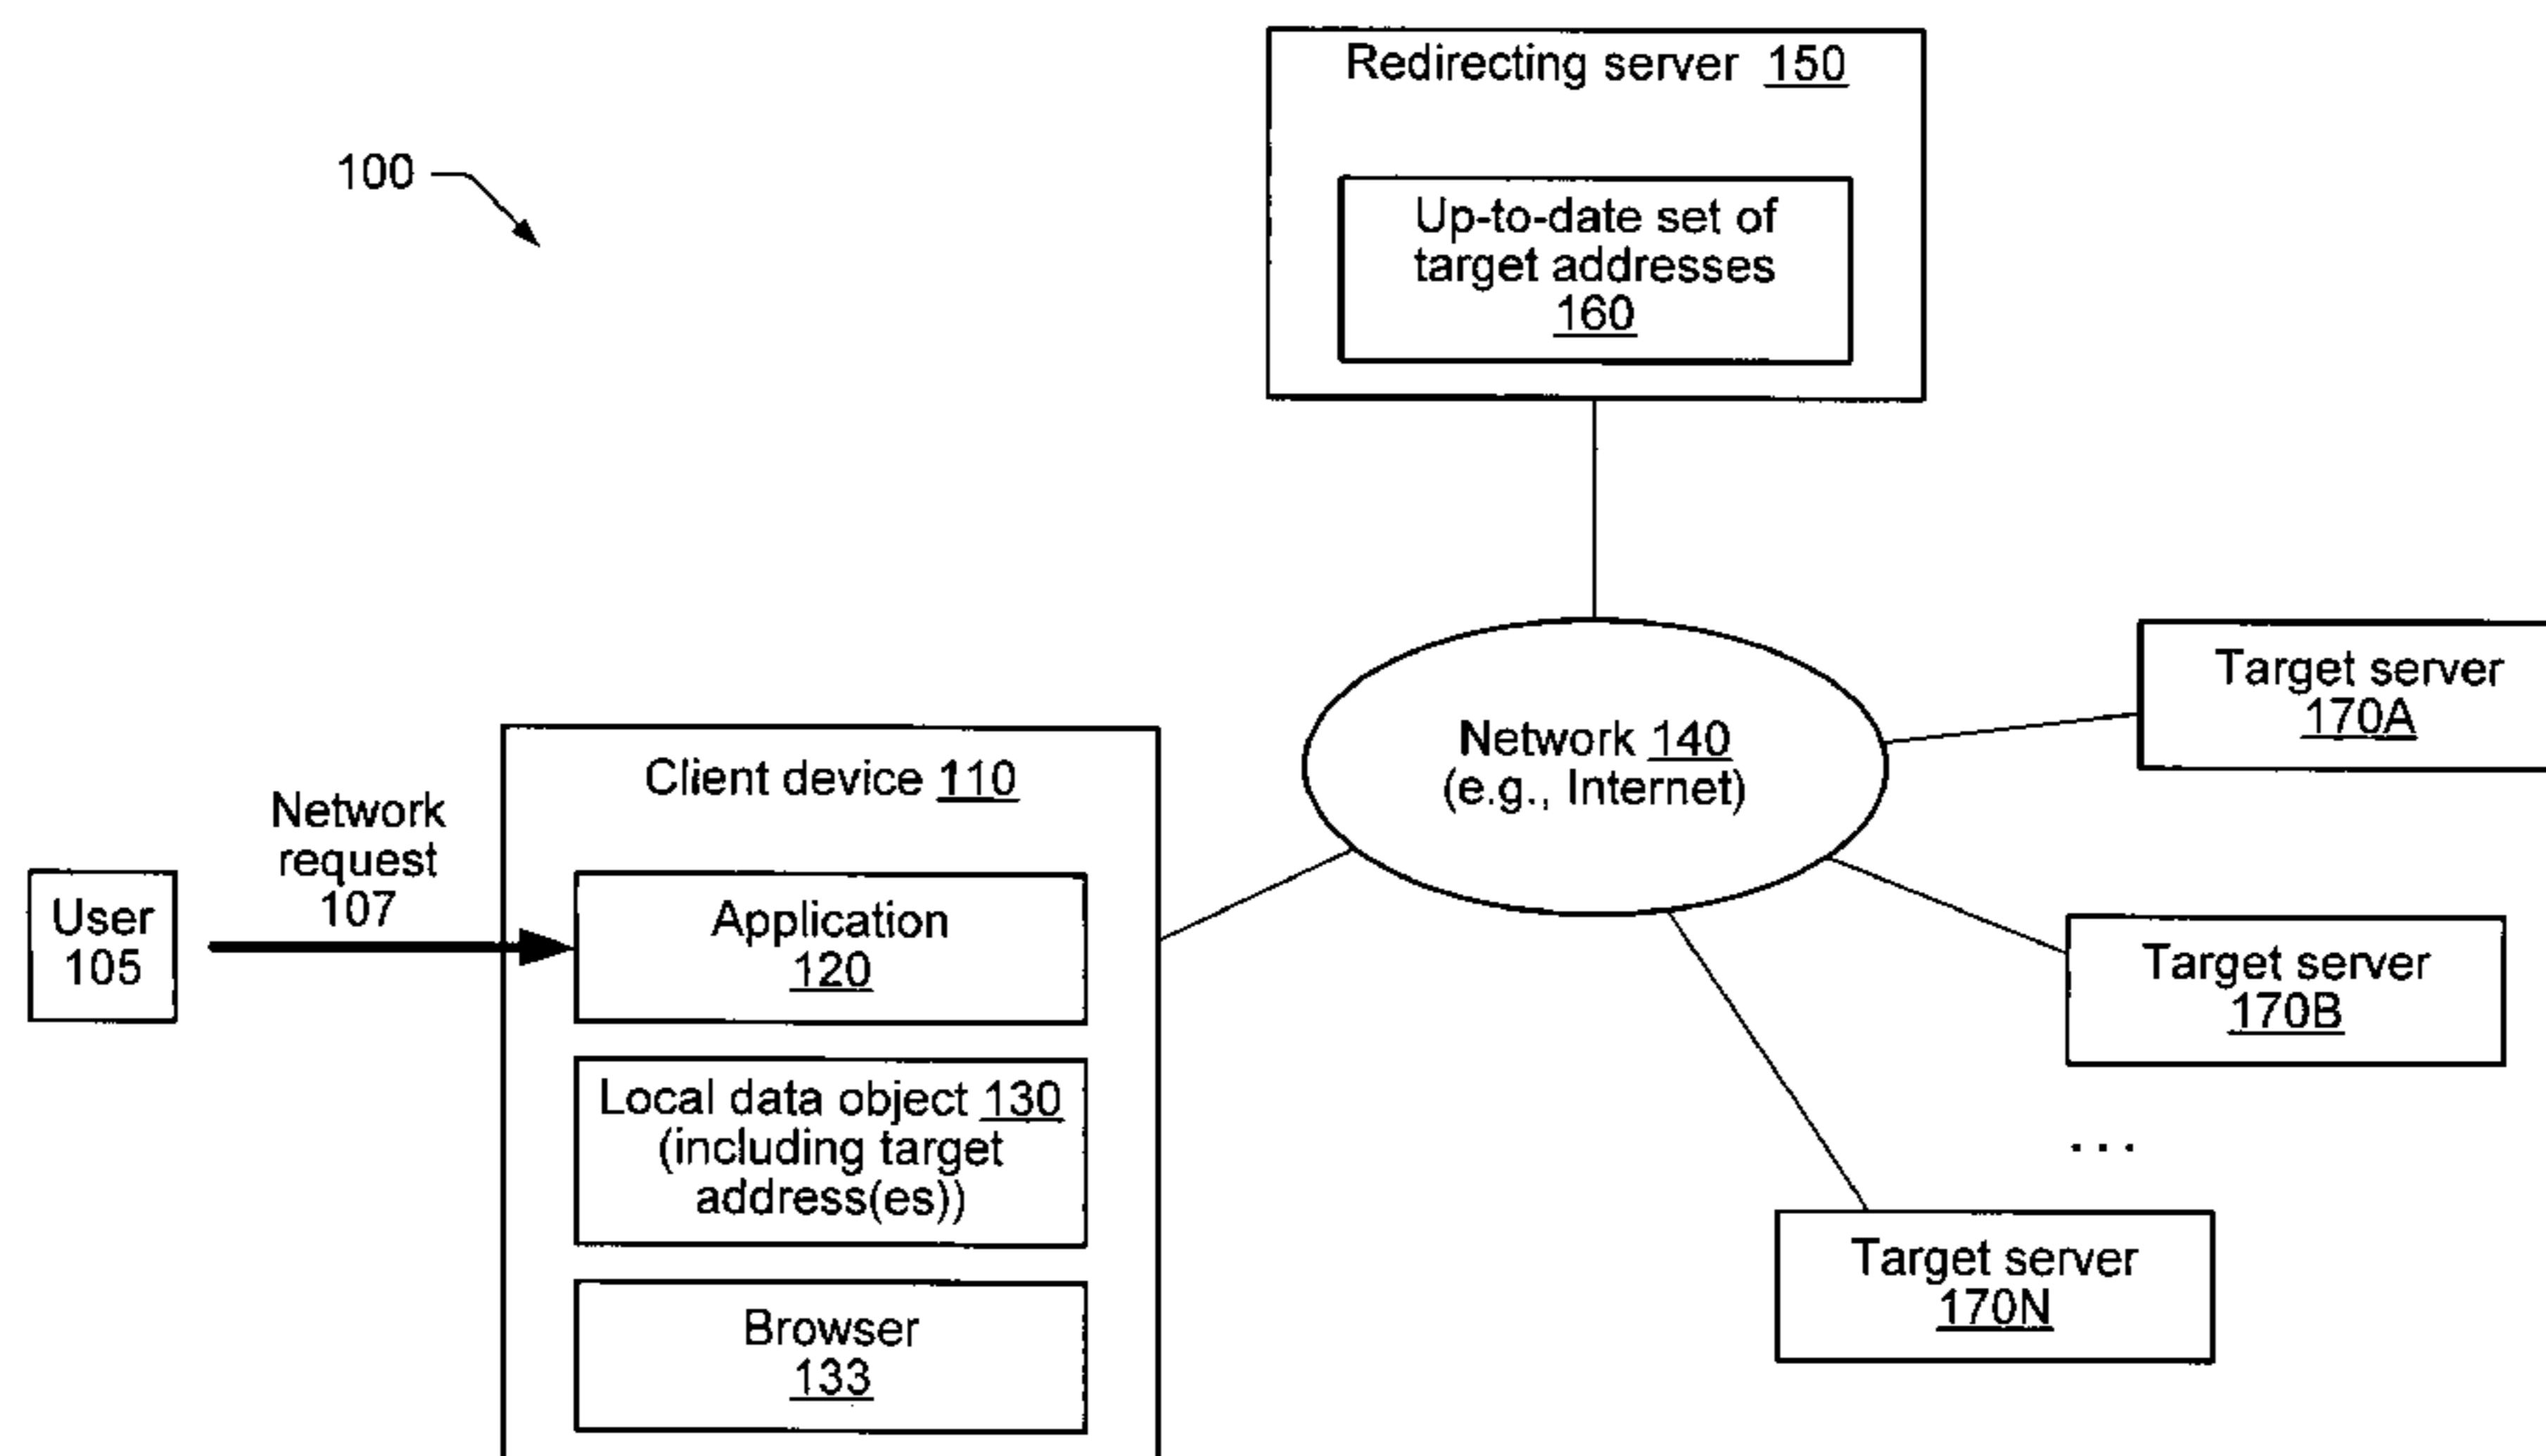 Redirecting server 150
100
Up-to-date set of
target addresses
160
Network 140
(e.g., Internet)
Target server
170A
Target server
170B
...
Target server
170N
Client device 110
Network
request
107
User
105
Application
120
Local data object 130
(including target
address(es))
Browser
133